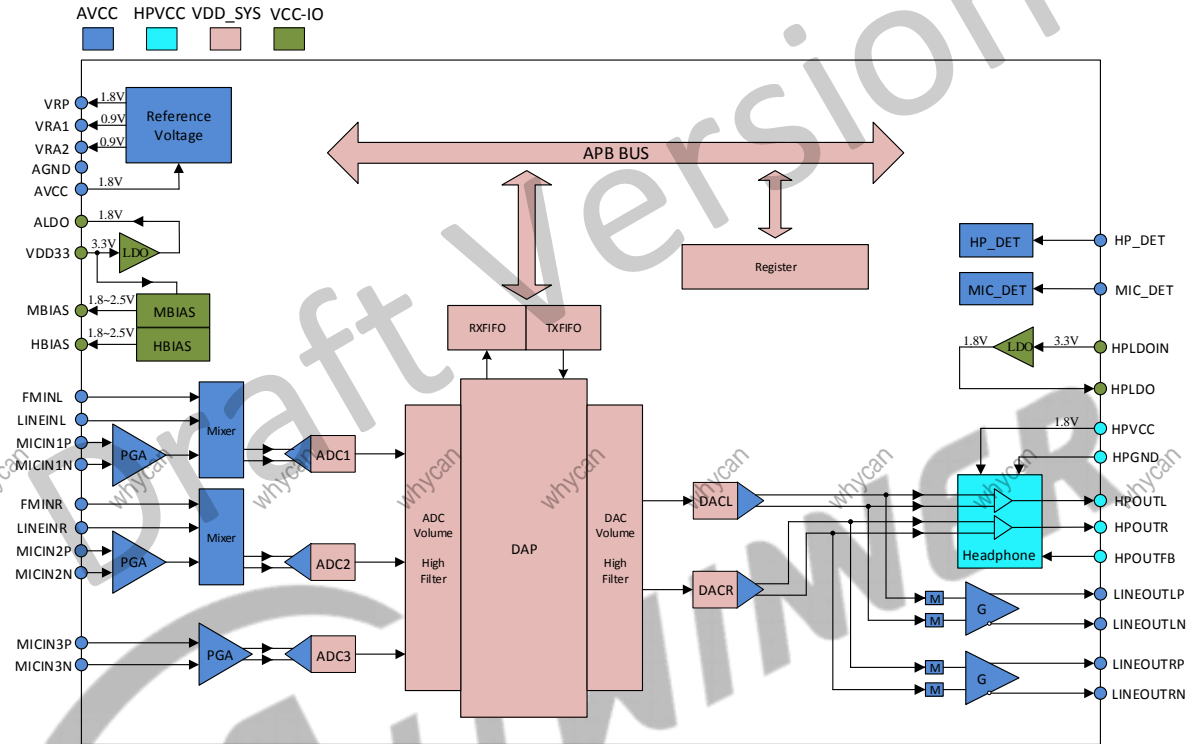 AVCC HPVCC VDD_SYS VCC-IO
VRP
1.8V
Reference
Voltage
VRA1
0.9V
VRA2
0.9V
AGND
AVCC
1.8V
APB BUS
ALDO
1.8V
VDD33
3.3V
LDO
Register
HP_DET
HP_DET
MIC_DET
MIC_DET
MBIAS
1.8~2.5V
MBIAS
HBIAS
1.8~2.5V
HBIAS
RXFIFO
TXFIFO
1.8V
LDO
3.3V
HPLDOIN
HPLDO
FMINL
LINEINL
MICIN1P
MICIN1N
PGA
Mixer
ADC1
FMINR
LINEINR
MICIN2P
MICIN2N
PGA
Mixer
ADC2
MICIN3P
MICIN3N
PGA
ADC3
ADC
Volume
High
Filter
DAP
DAC
Volume
High
Filter
DACL
DACR
1.8V
HPVCC
HPGND
HPOUTL
HPOUTR
Headphone
HPOUTFB
M
M
G
LINEOUTLP
LINEOUTLN
M
M
G
LINEOUTRP
LINEOUTRN
Draft Version
whycan
whycan
whycan
whycan
whycan
whycan
whycan
whycan